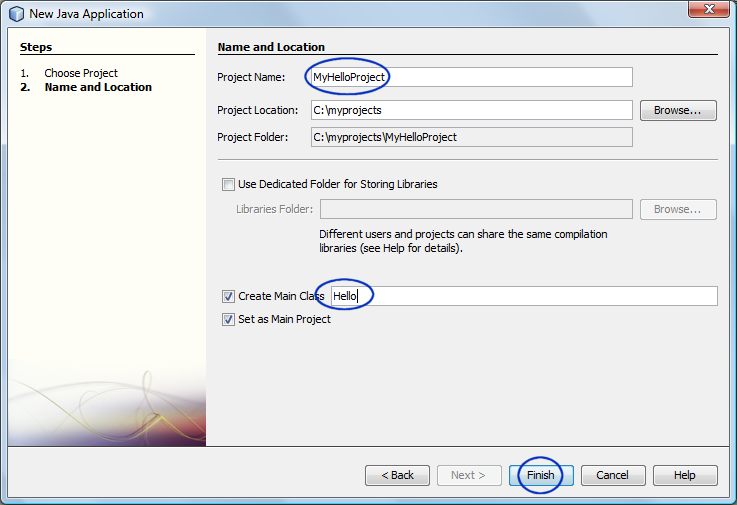 New Java Application
Steps
1. Choose Project
2. Name and Location
Name and Location
Project Name: MyHelloProject
Project Location: C:\myprojects Browse...
Project Folder: C:\myprojects\MyHelloProject
Use Dedicated Folder for Storing Libraries
Libraries Folder: Browse...
Different users and projects can share the same compilation
libraries (see Help for details).
Create Main Class Hello
Set as Main Project
< Back Next > Finish Cancel Help